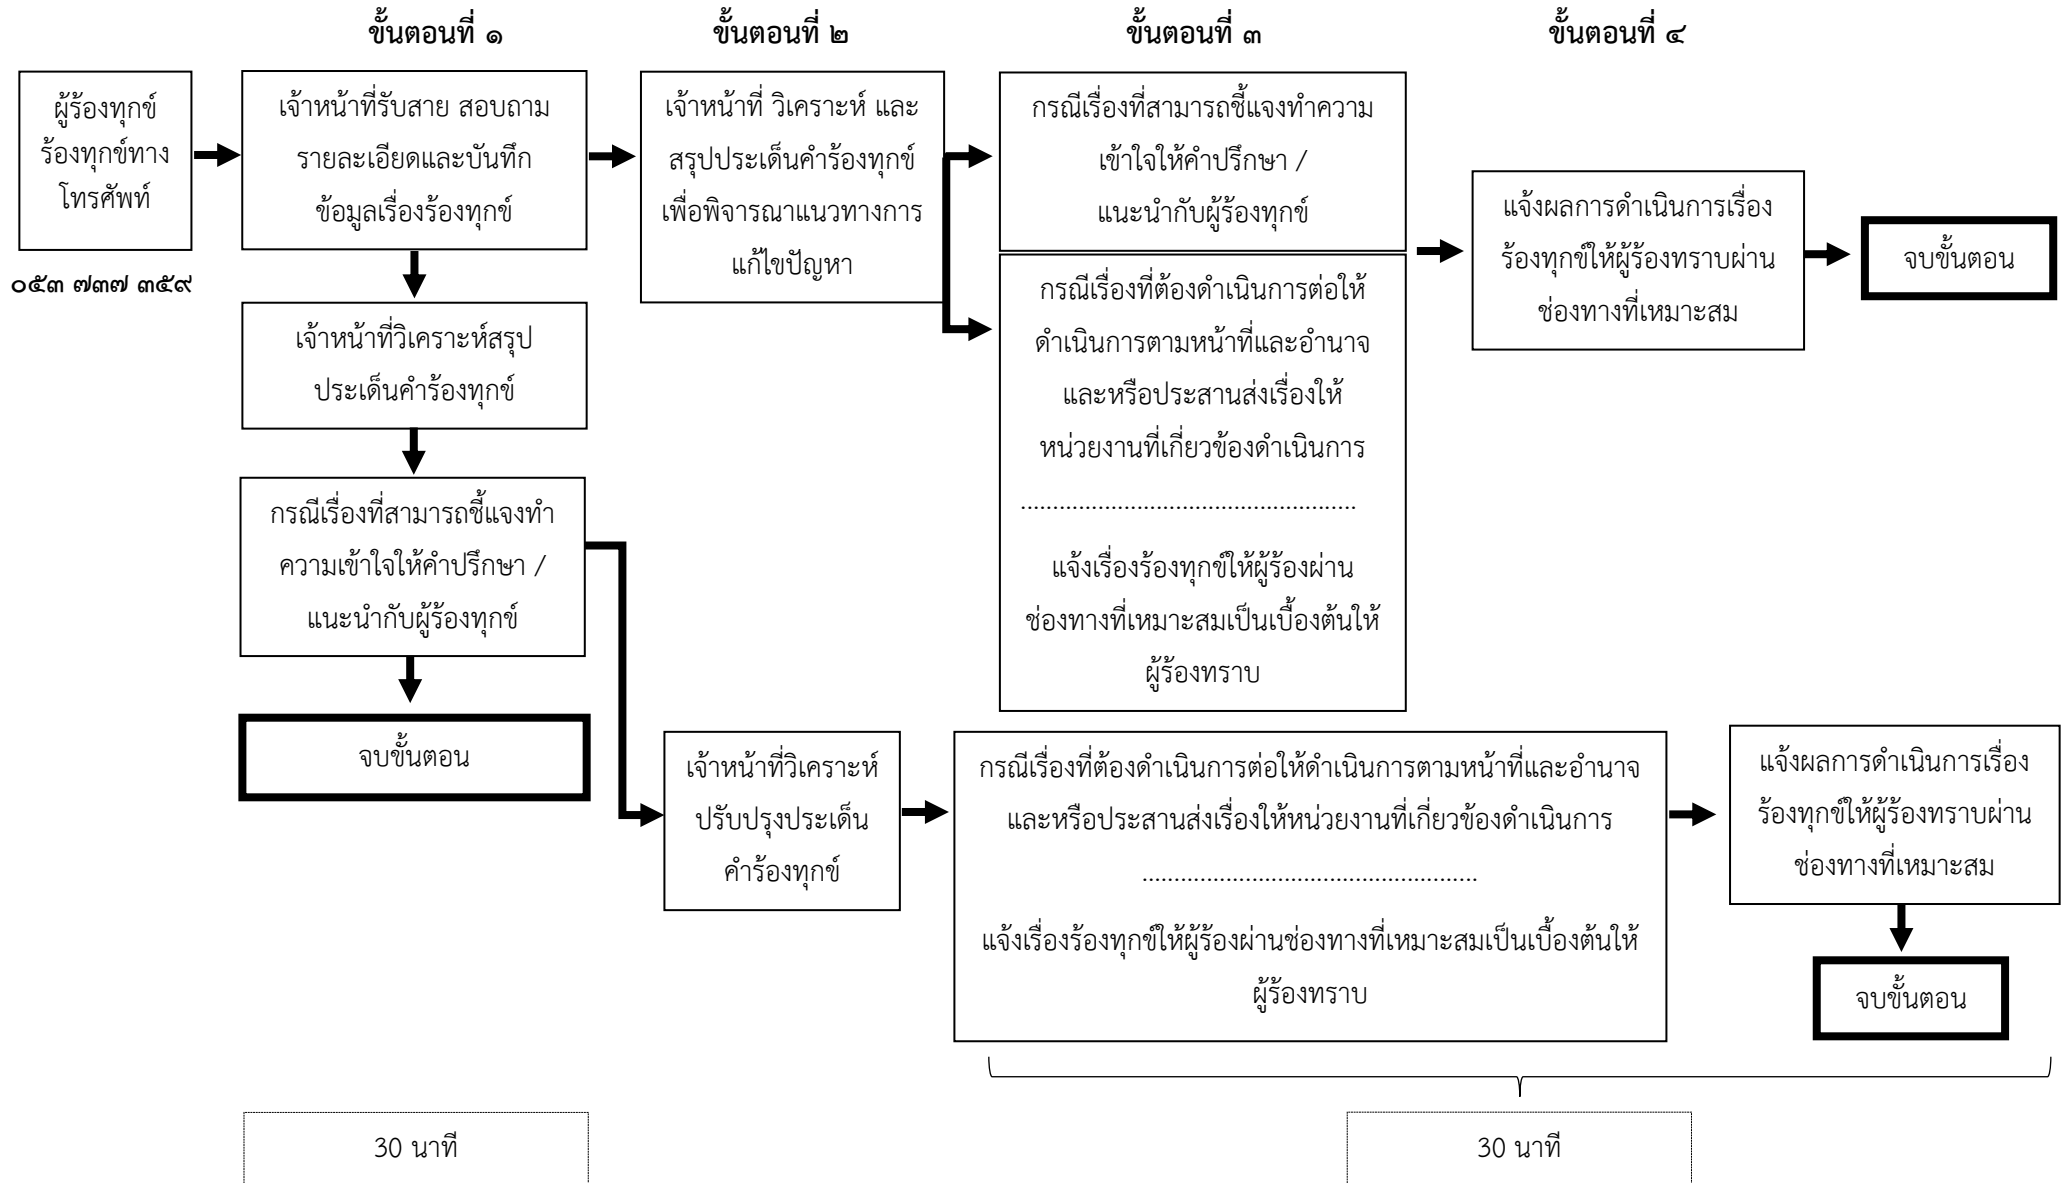 ขั้นตอนที่ ๑
ขั้นตอนที่ ๒
ขั้นตอนที่ ๓
ขั้นตอนที่ ๔
ผู้ร้องทุกข์
ร้องทุกข์ทาง
โทรศัพท์
๐๕๓ ๗๓๗ ๓๕๙
เจ้าหน้าที่รับสาย สอบถาม
รายละเอียดและบันทึก
ข้อมูลเรื่องร้องทุกข์
เจ้าหน้าที่ วิเคราะห์ และ
สรุปประเด็นคำร้องทุกข์
เพื่อพิจารณาแนวทางการ
แก้ไขปัญหา
กรณีเรื่องที่สามารถชี้แจงทำความ
เข้าใจให้คำปรึกษา /
แนะนำกับผู้ร้องทุกข์
กรณีเรื่องที่ต้องดำเนินการต่อให้
ดำเนินการตามหน้าที่และอำนาจ
และหรือประสานส่งเรื่องให้
หน่วยงานที่เกี่ยวข้องดำเนินการ
....................................................
แจ้งเรื่องร้องทุกข์ให้ผู้ร้องผ่าน
ช่องทางที่เหมาะสมเป็นเบื้องต้นให้
ผู้ร้องทราบ
แจ้งผลการดำเนินการเรื่อง
ร้องทุกข์ให้ผู้ร้องทราบผ่าน
ช่องทางที่เหมาะสม
จบขั้นตอน
เจ้าหน้าที่วิเคราะห์สรุป
ประเด็นคำร้องทุกข์
กรณีเรื่องที่สามารถชี้แจงทำ
ความเข้าใจให้คำปรึกษา /
แนะนำกับผู้ร้องทุกข์
จบขั้นตอน
เจ้าหน้าที่วิเคราะห์
ปรับปรุงประเด็น
คำร้องทุกข์
กรณีเรื่องที่ต้องดำเนินการต่อให้ดำเนินการตามหน้าที่และอำนาจ
และหรือประสานส่งเรื่องให้หน่วยงานที่เกี่ยวข้องดำเนินการ
....................................................
แจ้งเรื่องร้องทุกข์ให้ผู้ร้องผ่านช่องทางที่เหมาะสมเป็นเบื้องต้นให้
ผู้ร้องทราบ
แจ้งผลการดำเนินการเรื่อง
ร้องทุกข์ให้ผู้ร้องทราบผ่าน
ช่องทางที่เหมาะสม
จบขั้นตอน
30 นาที
30 นาที